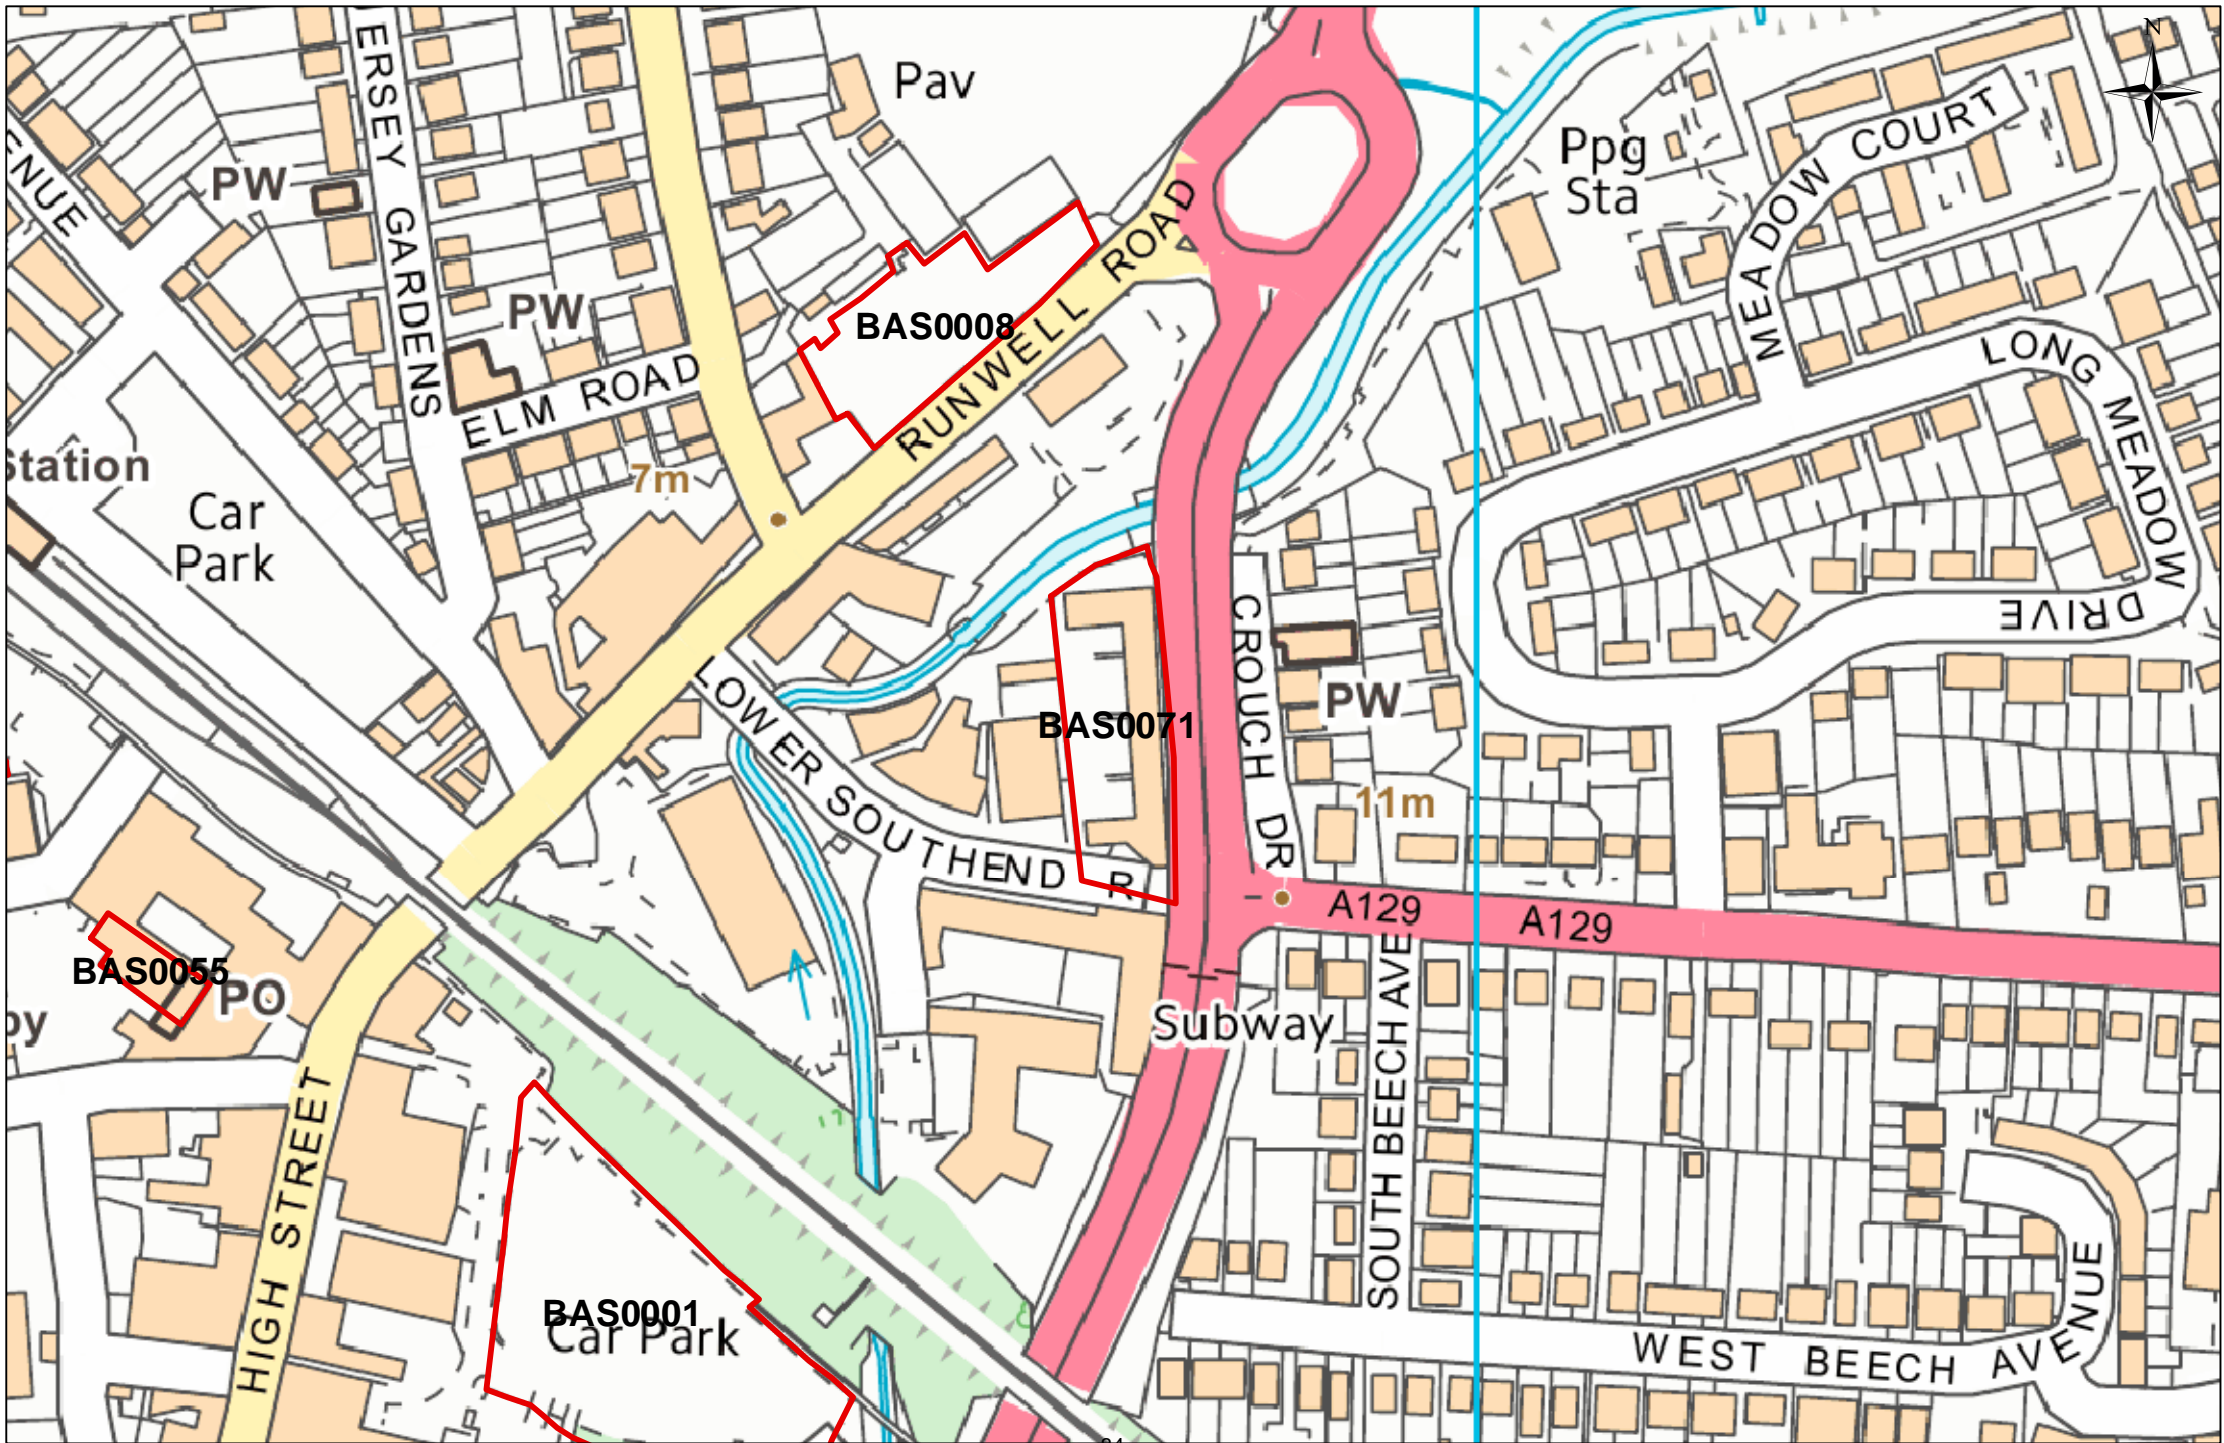 N
ERSEY GARDENS
Pav
ENUE
PW
Ppg
Sta
MEADOW COURT
RUNWELL ROAD
PW
BAS0008
ELM ROAD
LONG MEADOW
DRIVE
Station
7m
Car
Park
CROUCH DR
LOWER SOUTHEND R
BAS0071
PW
11m
A129
A129
BAS0055
PO
by
Subway
SOUTH BEECH AVE
HIGH STREET
BAS0001
Car Park
WEST BEECH AVENUE